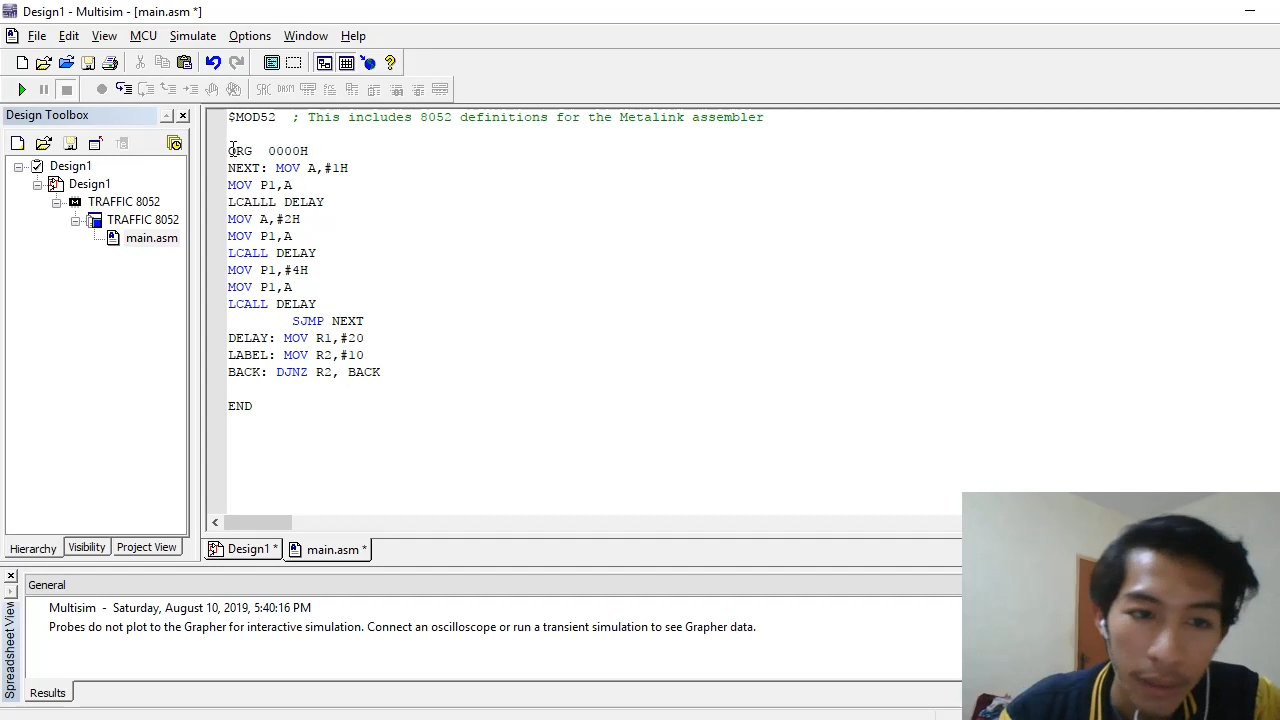 Design1 - Multisim - [main.asm *]
File Edit View MCU Simulate Options Window Help
SRC DASM
Design Toolbox
Design1
Design1
TRAFFIC 8052
TRAFFIC 8052
main.asm
Hierarchy Visibility Project View
$MOD52 ; This includes 8052 definitions for the Metalink assembler
ORG 0000H
NEXT: MOV A,#1H
MOV P1,A
LCALLL DELAY
MOV A,#2H
MOV P1,A
LCALL DELAY
MOV P1,#4H
MOV P1,A
LCALL DELAY
SJMP NEXT
DELAY: MOV R1,#20
LABEL: MOV R2,#10
BACK: DJNZ R2, BACK
END
Design1 * main.asm *
Spreadsheet View
General
Multisim - Saturday, August 10, 2019, 5:40:16 PM
Probes do not plot to the Grapher for interactive simulation. Connect an oscilloscope or run a transient simulation to see Grapher data.
Results